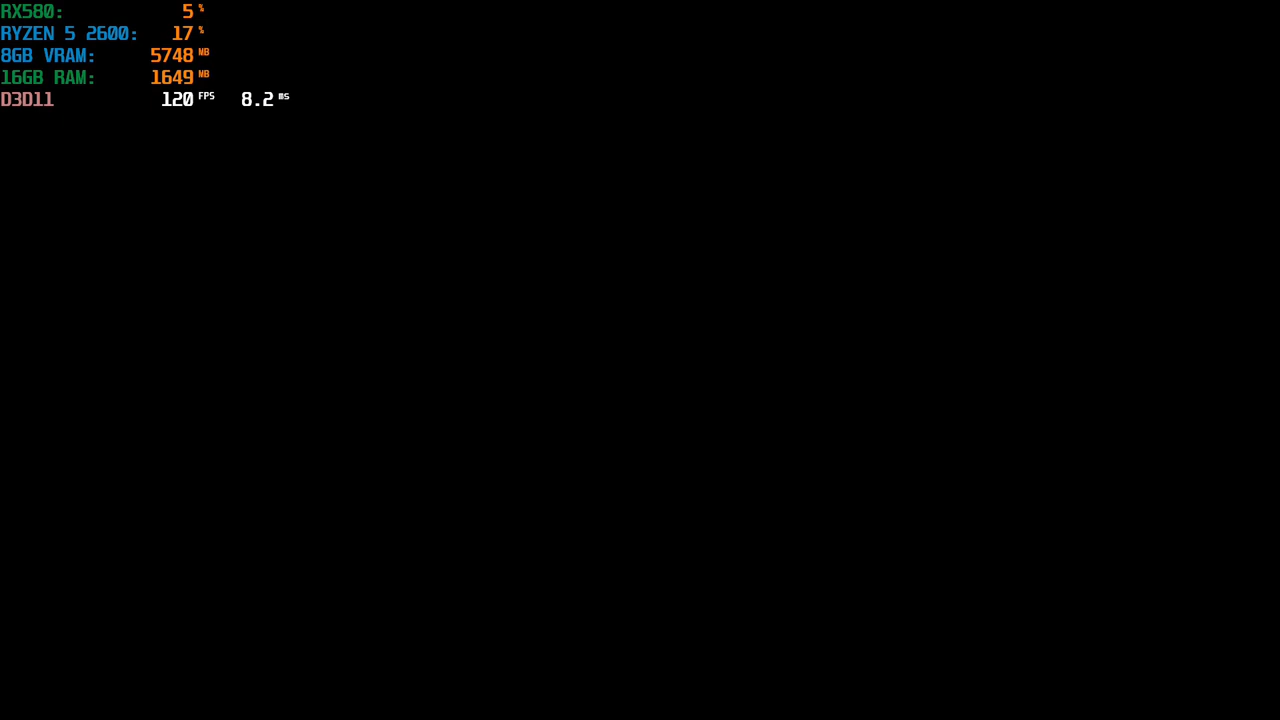 RX580: 5 %
RYZEN 5 2600: 17 %
8GB VRAM: 5748 MB
16GB RAM: 1649 MB
D3D11 120 FPS 8.2 ms